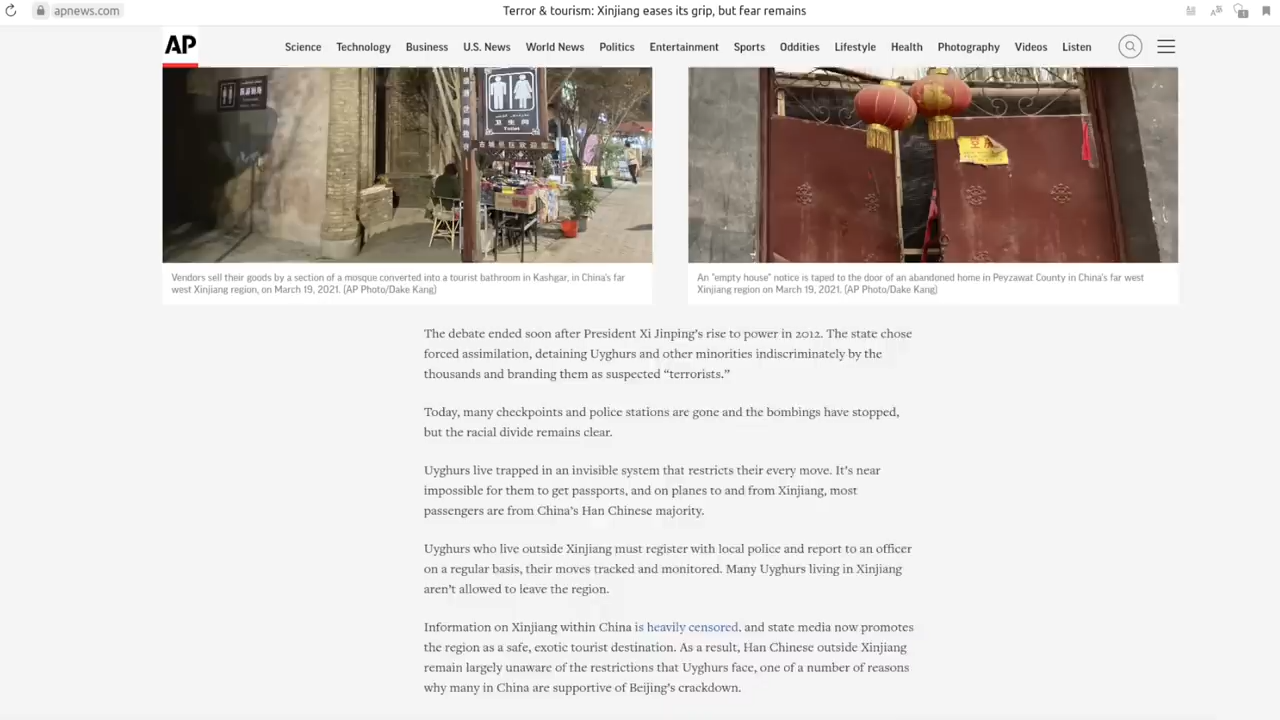 apnews.com
Terror & tourism: Xinjiang eases its grip, but fear remains
AP
Science Technology Business U.S. News World News Politics Entertainment Sports Oddities Lifestyle Health Photography Videos Listen
卫生间
Toilet
Vendors sell their goods by a section of a mosque converted into a tourist bathroom in Kashgar, in China's far
west Xinjiang region, on March 19, 2021. (AP Photo/Dake Kang)
An "empty house" notice is taped to the door of an abandoned home in Peyzawat County in China's far west
Xinjiang region on March 19, 2021. (AP Photo/Dake Kang)
The debate ended soon after President Xi Jinping's rise to power in 2012. The state chose
forced assimilation, detaining Uyghurs and other minorities indiscriminately by the
thousands and branding them as suspected “terrorists.”
Today, many checkpoints and police stations are gone and the bombings have stopped,
but the racial divide remains clear.
Uyghurs live trapped in an invisible system that restricts their every move. It's near
impossible for them to get passports, and on planes to and from Xinjiang, most
passengers are from China's Han Chinese majority.
Uyghurs who live outside Xinjiang must register with local police and report to an officer
on a regular basis, their moves tracked and monitored. Many Uyghurs living in Xinjiang
aren't allowed to leave the region.
Information on Xinjiang within China is heavily censored, and state media now promotes
the region as a safe, exotic tourist destination. As a result, Han Chinese outside Xinjiang
remain largely unaware of the restrictions that Uyghurs face, one of a number of reasons
why many in China are supportive of Beijing's crackdown.